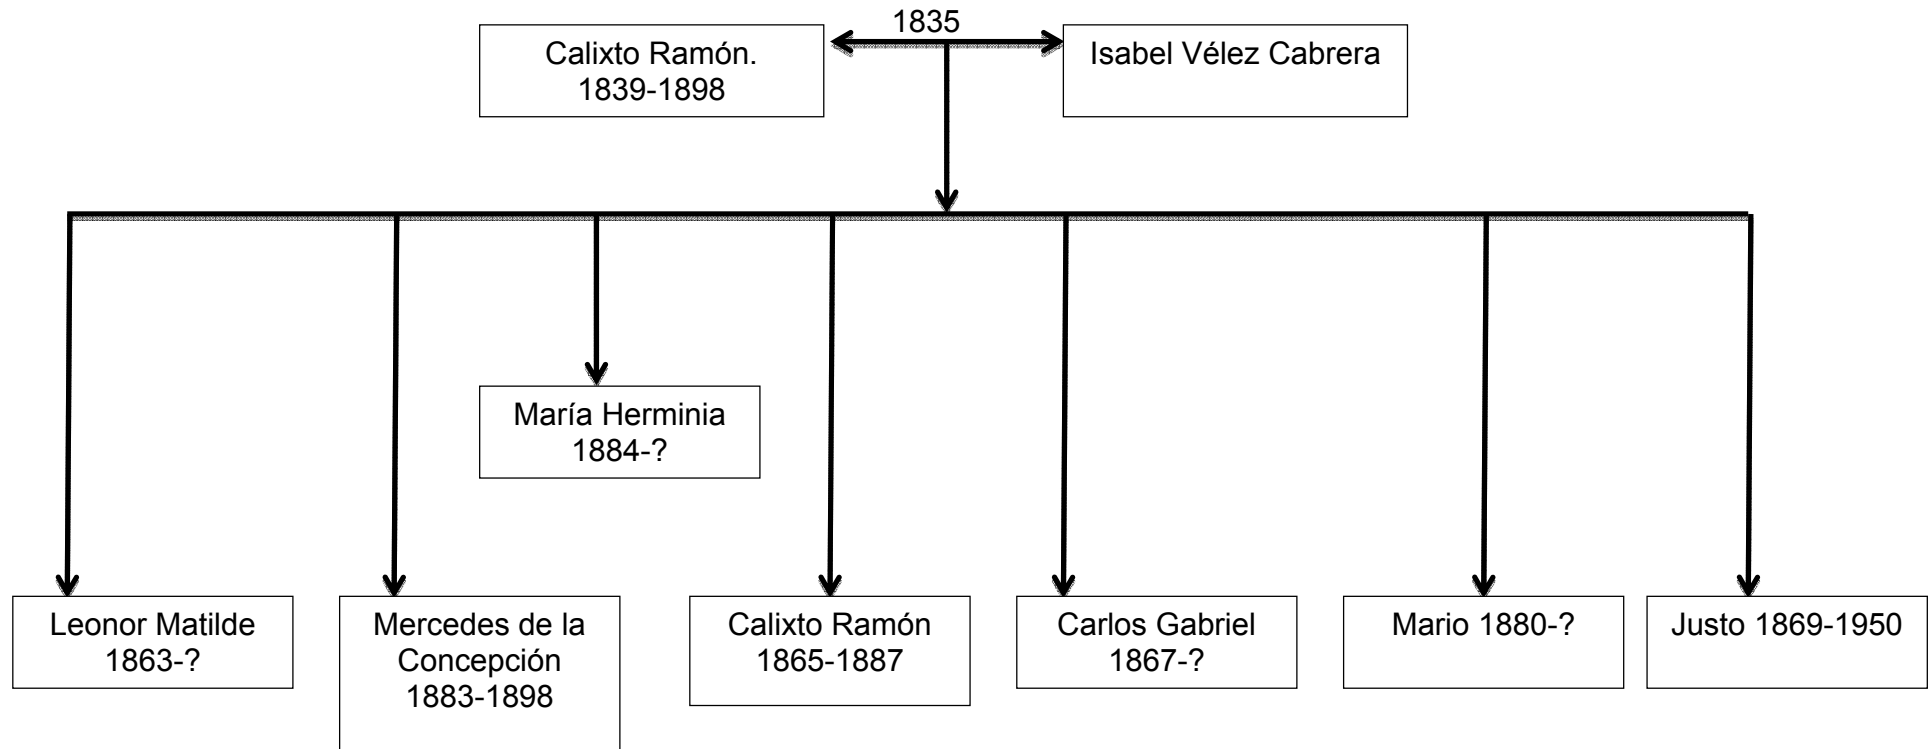 1835
Calixto Ramón.
1839-1898
Isabel Vélez Cabrera
María Herminia
1884-?
Leonor Matilde
1863-?
Mercedes de la
Concepción
1883-1898
Calixto Ramón
1865-1887
Carlos Gabriel
1867-?
Mario 1880-?
Justo 1869-1950